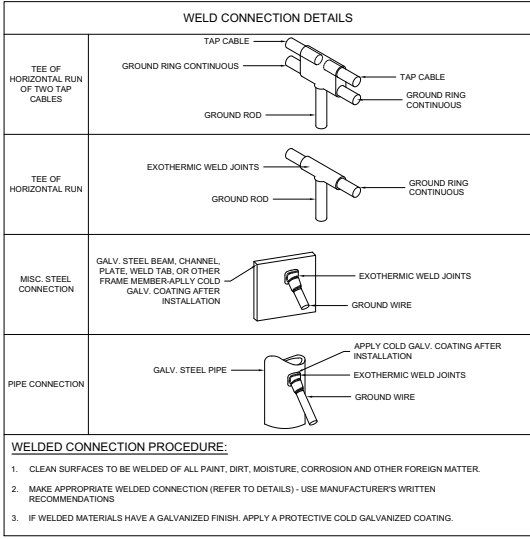 WELD CONNECTION DETAILS
TEE OF
HORIZONTAL RUN
OF TWO TAP
CABLES
TAP CABLE
GROUND RING CONTINUOUS
TAP CABLE
GROUND RING
CONTINUOUS
GROUND ROD
TEE OF
HORIZONTAL RUN
EXOTHERMIC WELD JOINTS
GROUND RING
CONTINUOUS
GROUND ROD
MISC. STEEL
CONNECTION
GALV. STEEL BEAM, CHANNEL,
PLATE, WELD TAB, OR OTHER
FRAME MEMBER-APLLY COLD
GALV. COATING AFTER
INSTALLATION
EXOTHERMIC WELD JOINTS
GROUND WIRE
PIPE CONNECTION
GALV. STEEL PIPE
APPLY COLD GALV. COATING AFTER
INSTALLATION
EXOTHERMIC WELD JOINTS
GROUND WIRE
WELDED CONNECTION PROCEDURE:
1. CLEAN SURFACES TO BE WELDED OF ALL PAINT, DIRT, MOISTURE, CORROSION AND OTHER FOREIGN MATTER.
2. MAKE APPROPRIATE WELDED CONNECTION (REFER TO DETAILS) - USE MANUFACTURER'S WRITTEN
RECOMMENDATIONS
3. IF WELDED MATERIALS HAVE A GALVANIZED FINISH. APPLY A PROTECTIVE COLD GALVANIZED COATING.